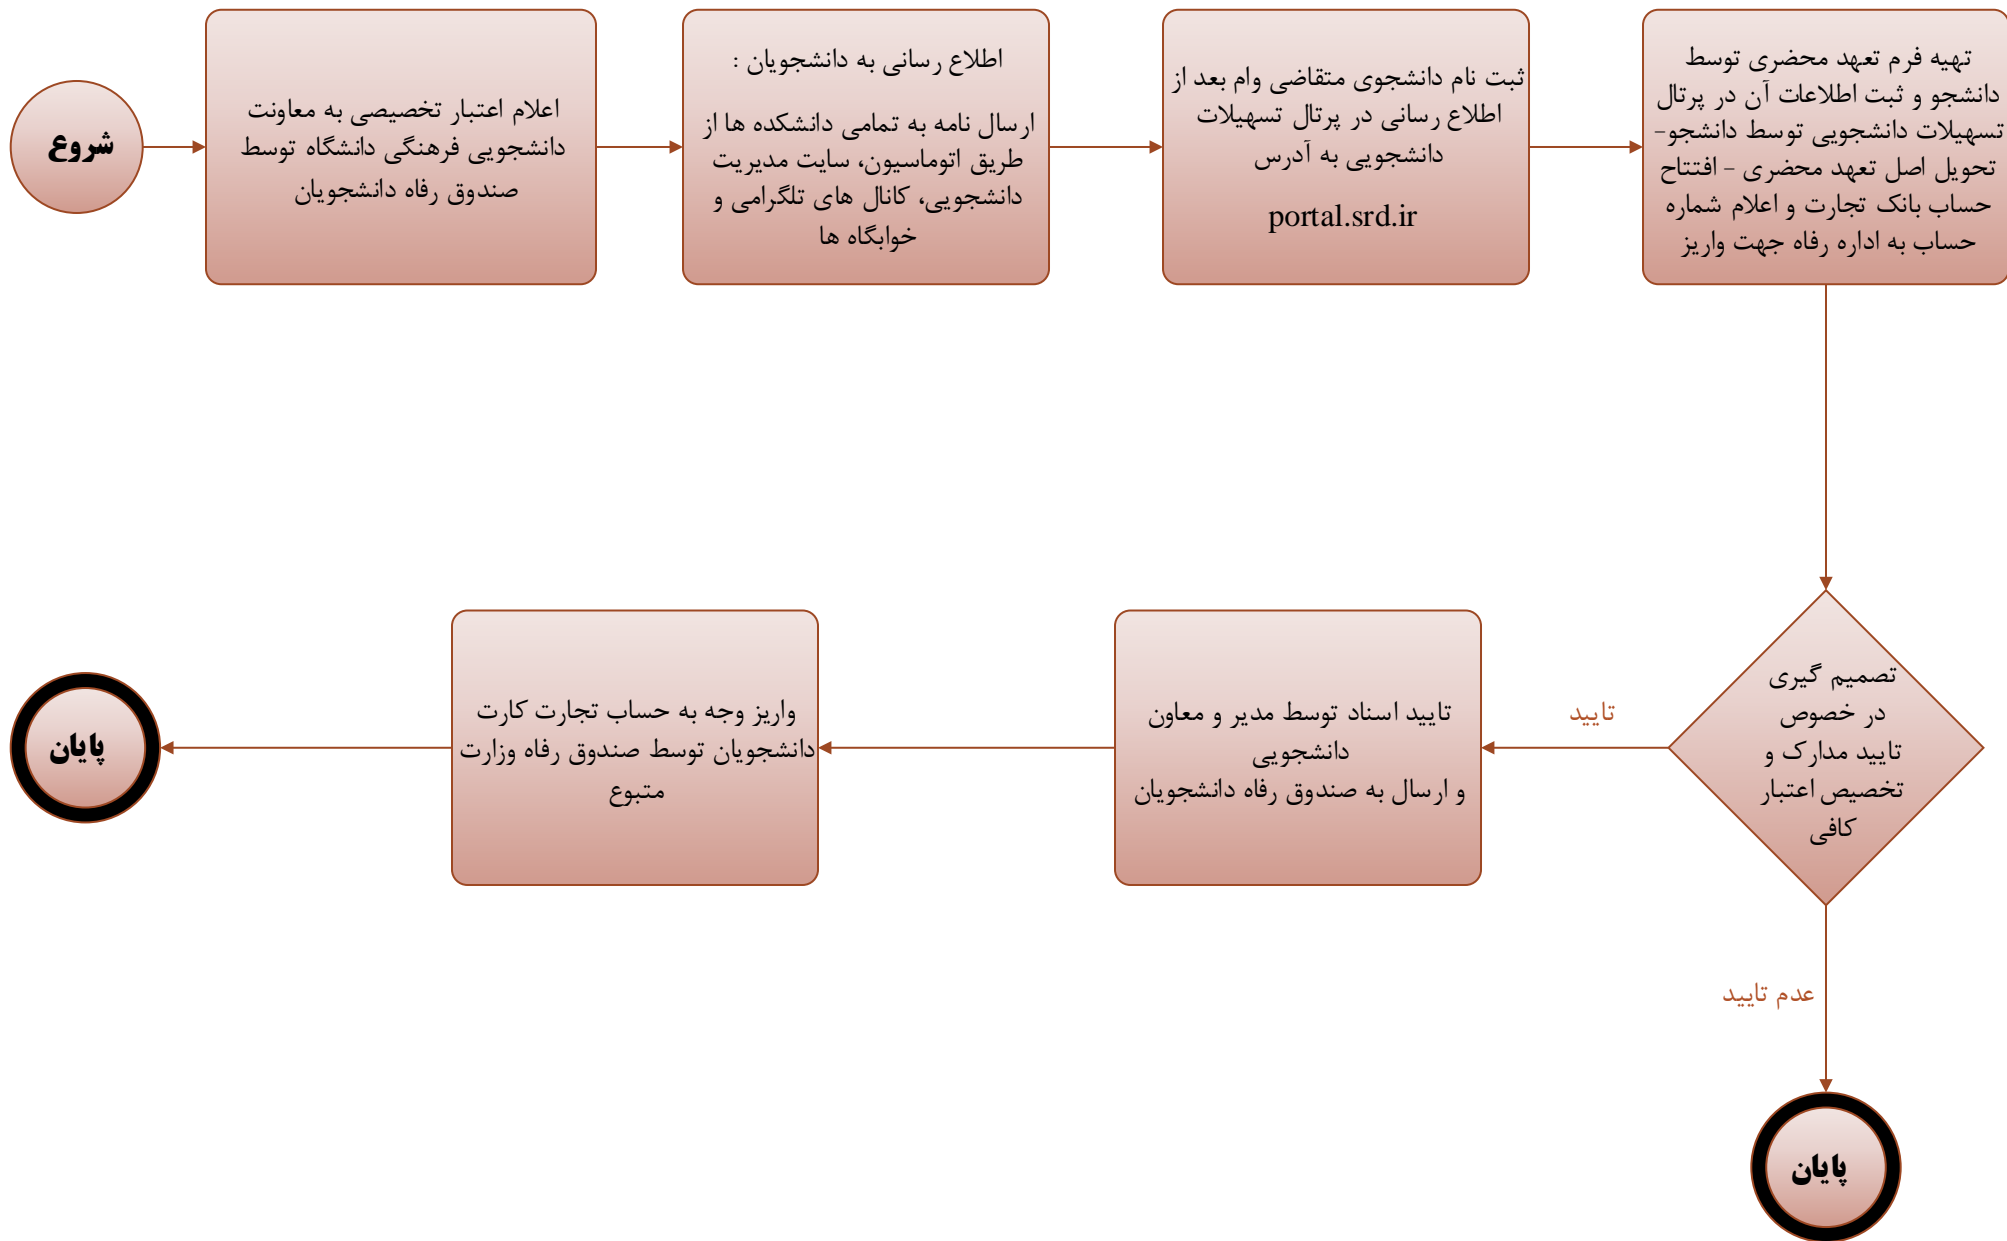 شروع
اعلام اعتبار تخصیصی به معاونت
دانشجویی فرهنگی دانشگاه توسط
صندوق رفاه دانشجویان
اطلاع رسانی به دانشجویان :
ارسال نامه به تمامی دانشکده ها از
طریق اتوماسیون، سایت مدیریت
دانشجویی، کانال های تلگرامی و
خوابگاه ها
ثبت نام دانشجوی متقاضی وام بعد از
اطلاع رسانی در پرتال تسهیلات
دانشجویی به آدرس
portal.srd.ir
تهیه فرم تعهد محضری توسط
دانشجو و ثبت اطلاعات آن در پرتال
تسهیلات دانشجویی توسط دانشجو-
تحویل اصل تعهد محضری – افتتاح
حساب بانک تجارت و اعلام شماره
حساب به اداره رفاه جهت واریز
تصمیم گیری
در خصوص
تایید مدارک و
تخصیص اعتبار
کافی
تایید
تایید اسناد توسط مدیر و معاون
دانشجویی
و ارسال به صندوق رفاه دانشجویان
واریز وجه به حساب تجارت کارت
دانشجویان توسط صندوق رفاه وزارت
متبوع
پایان
عدم تایید
پایان